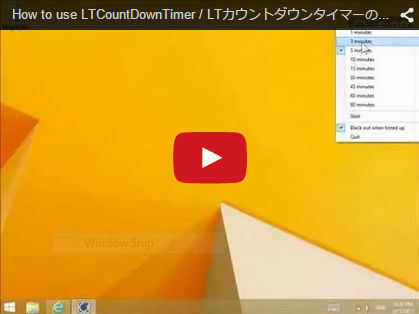 How to use LTCountDownTimer / LTカウントダウンタイマーの...
1 minutes
3 minutes
5 minutes
10 minutes
15 minutes
30 minutes
45 minutes
60 minutes
90 minutes
Start
Black out when timed up
Quit
Window Snip